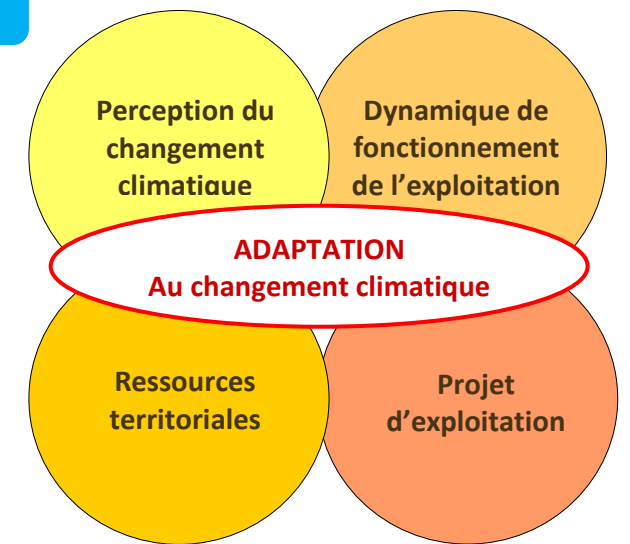 Perception du
changement
climatique
Dynamique de
fonctionnement
de l’exploitation
ADAPTATION
Au changement climatique
Ressources
territoriales
Projet
d’exploitation